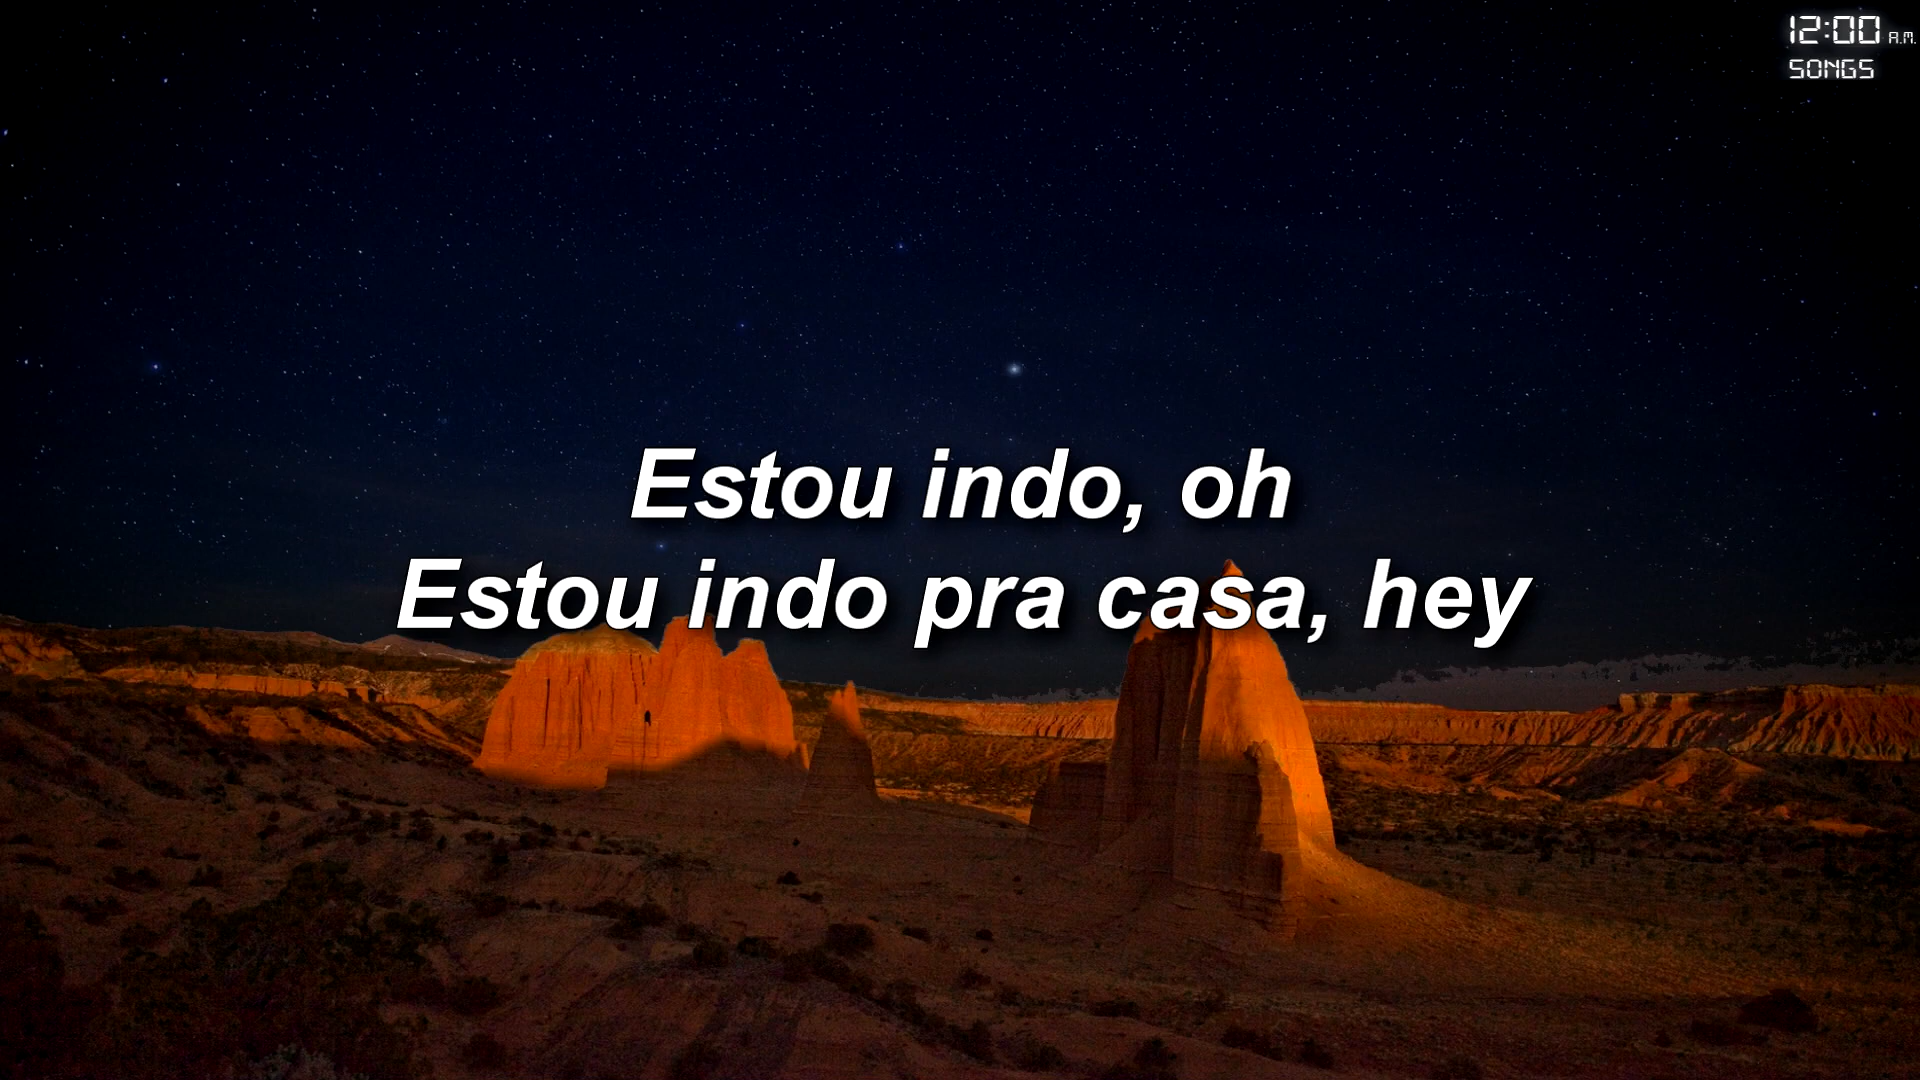 12:00 A.M.
SONGS
Estou indo, oh
Estou indo pra casa, hey